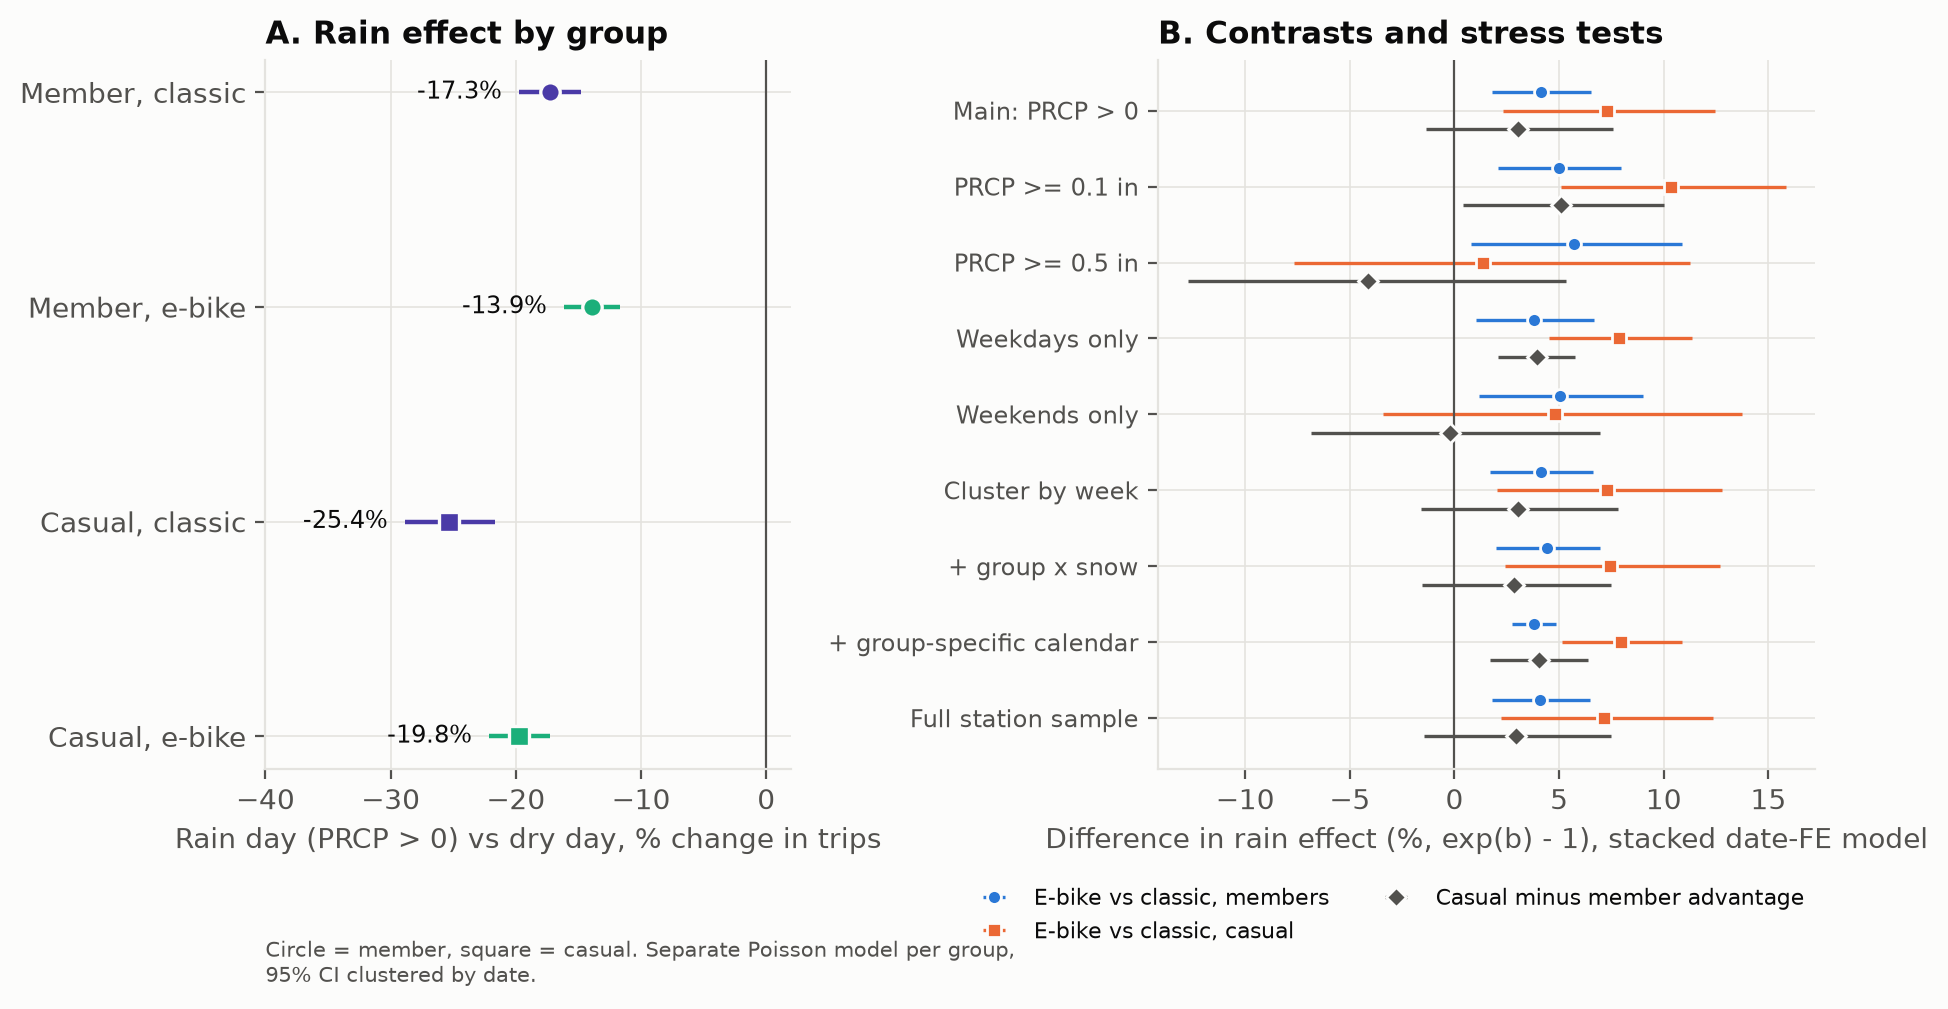 A. Rain effect by group
Member, classic
-17.3%
Member, e-bike
-13.9%
Casual, classic
-25.4%
Casual, e-bike
-19.8%
−40
−30
−20
−10
0
Rain day (PRCP > 0) vs dry day, % change in trips
Circle = member, square = casual. Separate Poisson model per group,
95% CI clustered by date.
B. Contrasts and stress tests
Main: PRCP > 0
PRCP >= 0.1 in
PRCP >= 0.5 in
Weekdays only
Weekends only
Cluster by week
+ group x snow
+ group-specific calendar
Full station sample
−10
−5
0
5
10
15
Difference in rain effect (%, exp(b) - 1), stacked date-FE model
E-bike vs classic, members
E-bike vs classic, casual
Casual minus member advantage